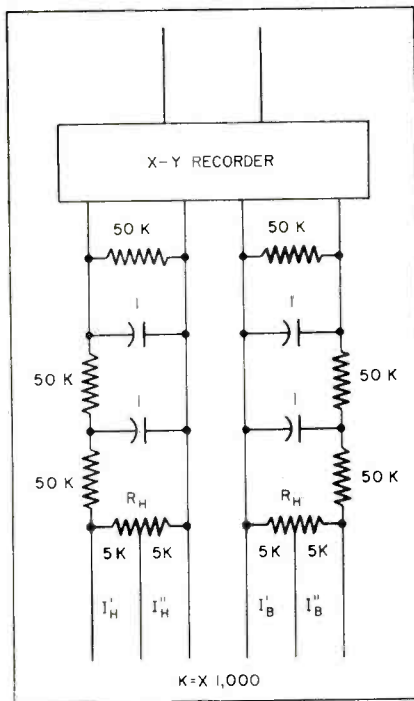 X-Y RECORDER
50 K 50 K
1 1
50 K 50 K
1 1
50 K 50 K
R_H R_H
5K 5K 5K 5K
I'_H I''_H I'_B I''_B
K=X 1,000